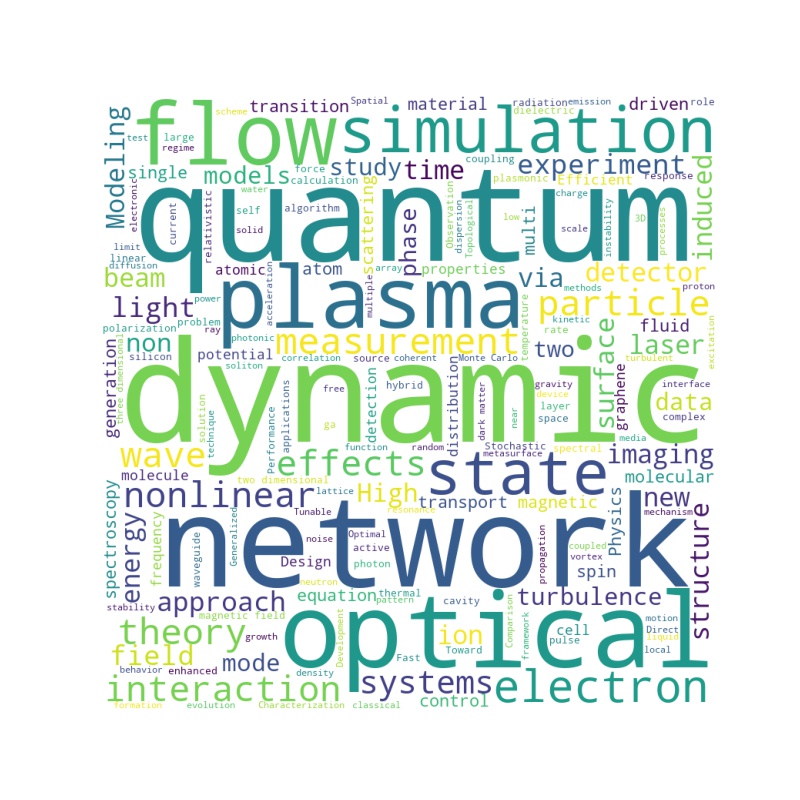 Modeling
flow
transition
Spatial
material
radiation
emission
driven
role
scheme
dielectric
simulation
test
large
regime
single
models
force
calculation
study
time
coupling
experiment
electronic
water
plasmonic
Efficient
response
induced
quantum
current
relativistic
self
solid
algorithm
scattering
phase
Observation
dispersion
Topological
low
multi
charge
scale
instability
3D
processes
limit
linear
diffusion
beam
atomic
atom
acceleration
multiple
array
properties
via
detector
methods
proton
light
power
plasma
kinetic
temperature
rate
particle
polarization
problem
ray
photonic
non
measurement
two
fluid
laser
excitation
silicon
potential
soliton
correlation
source
coherent
Monte Carlo
surface
turbulent
generation
three dimensional
dynamic
solution
technique
Performance
applications
free
ga
detection
hybrid
distribution
dark matter
gravity
device
layer
space
near
graphene
interface
data
complex
function
random
Stochastic
metasurface
spectral
media
wave
effects
state
imaging
molecule
two dimensional
lattice
High
molecular
nonlinear
Tunable
resonance
transport
magnetic
new
mechanism
spectroscopy
energy
frequency
waveguide
Generalized
network
noise
Optimal
active
Design
photon
propagation
coupled
vortex
Physics
spin
structure
neutron
stability
approach
equation
thermal
pattern
cavity
turbulence
magnetic field
theory
growth
Development
optical
ion
Comparison
framework
cell
pulse
motion
Direct
liquid
local
field
behavior
enhanced
mode
Fast
Toward
density
systems
electron
interaction
control
formation
evolution
Characterization
classical